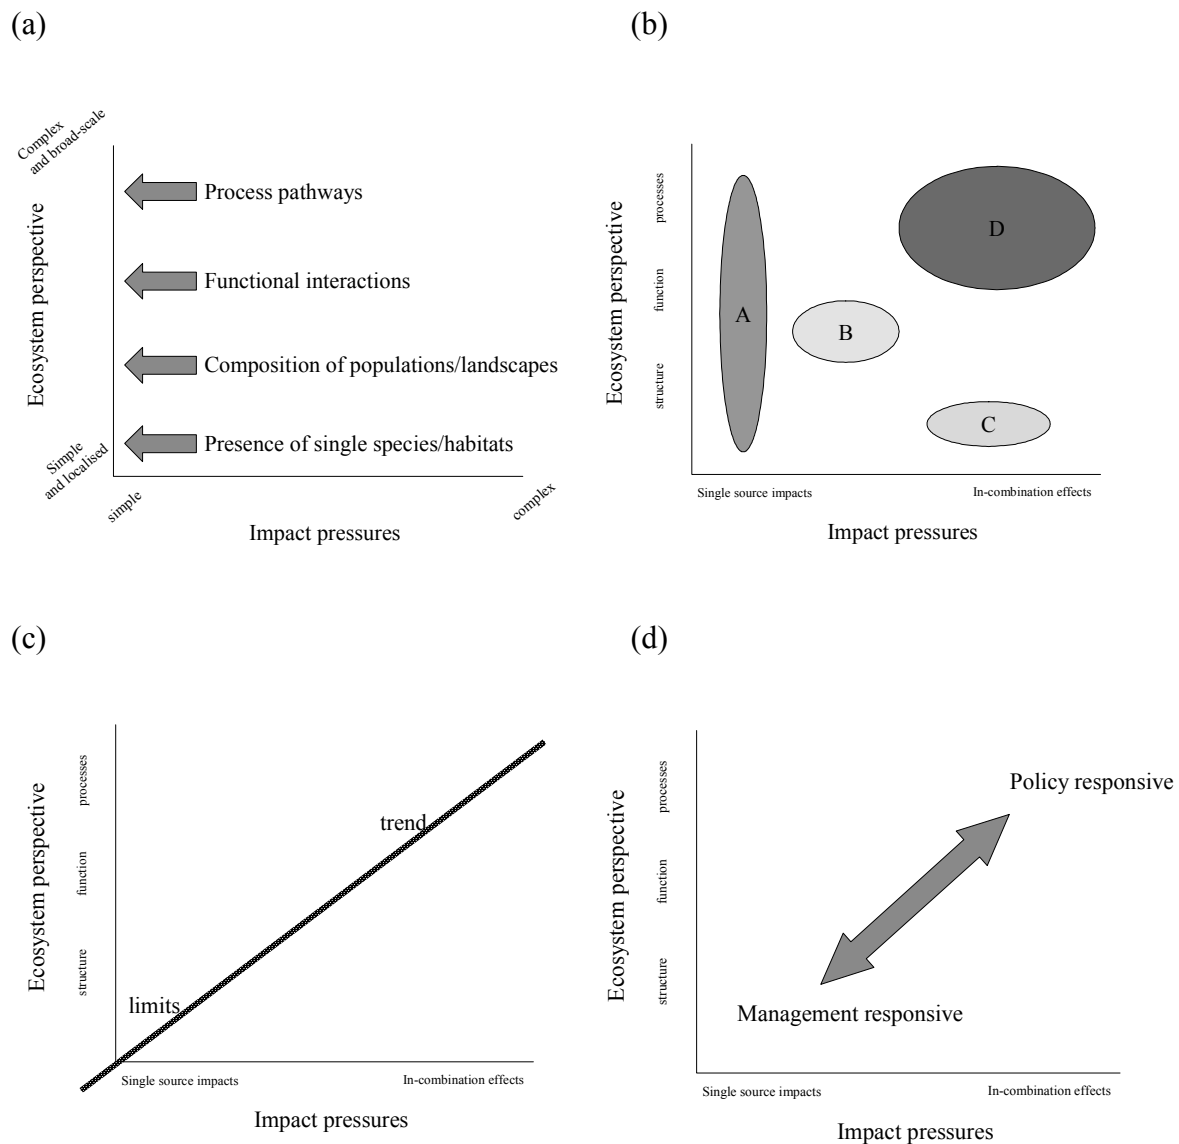 (a)
Complex
and broad-scale
Ecosystem perspective
Process pathways
Functional interactions
Composition of populations/landscapes
Presence of single species/habitats
Simple
and localised
simple
complex
Impact pressures
(b)
Ecosystem perspective
processes
function
structure
A
B
C
D
Single source impacts
In-combination effects
Impact pressures
(c)
Ecosystem perspective
processes
function
structure
trend
limits
Single source impacts
In-combination effects
Impact pressures
(d)
Ecosystem perspective
processes
function
structure
Policy responsive
Management responsive
Single source impacts
In-combination effects
Impact pressures